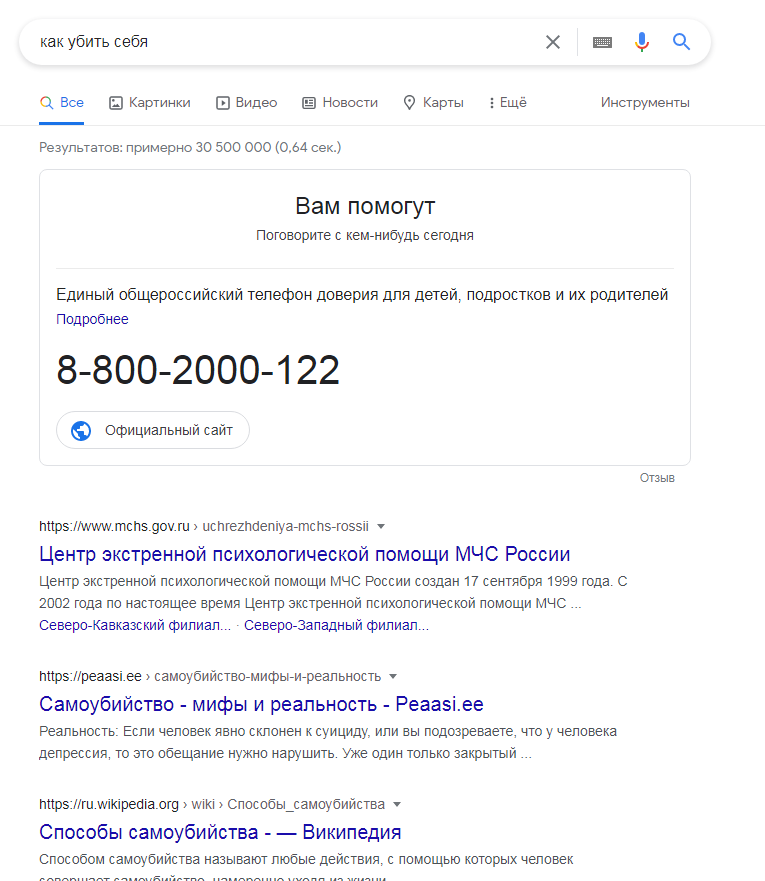 как убить себя
Все Картинки Видео Новости Карты Ещё Инструменты
Результатов: примерно 30 500 000 (0,64 сек.)
Вам помогут
Поговорите с кем-нибудь сегодня
Единый общероссийский телефон доверия для детей, подростков и их родителей
Подробнее
8-800-2000-122
Официальный сайт
Отзыв
https://www.mchs.gov.ru › uchrezhdeniya-mchs-rossii
Центр экстренной психологической помощи МЧС России
Центр экстренной психологической помощи МЧС России создан 17 сентября 1999 года. С
2002 года по настоящее время Центр экстренной психологической помощи МЧС ...
Северо-Кавказский филиал... · Северо-Западный филиал...
https://peaasi.ee › самоубийство-мифы-и-реальность
Самоубийство - мифы и реальность - Peaasi.ee
Реальность: Если человек явно склонен к суициду, или вы подозреваете, что у человека
депрессия, то это обещание нужно нарушить. Уже один только закрытый ...
https://ru.wikipedia.org › wiki › Способы_самоубийства
Способы самоубийства - — Википедия
Способом самоубийства называют любые действия, с помощью которых человек
совершает самоубийство, намеренно уходя из жизни